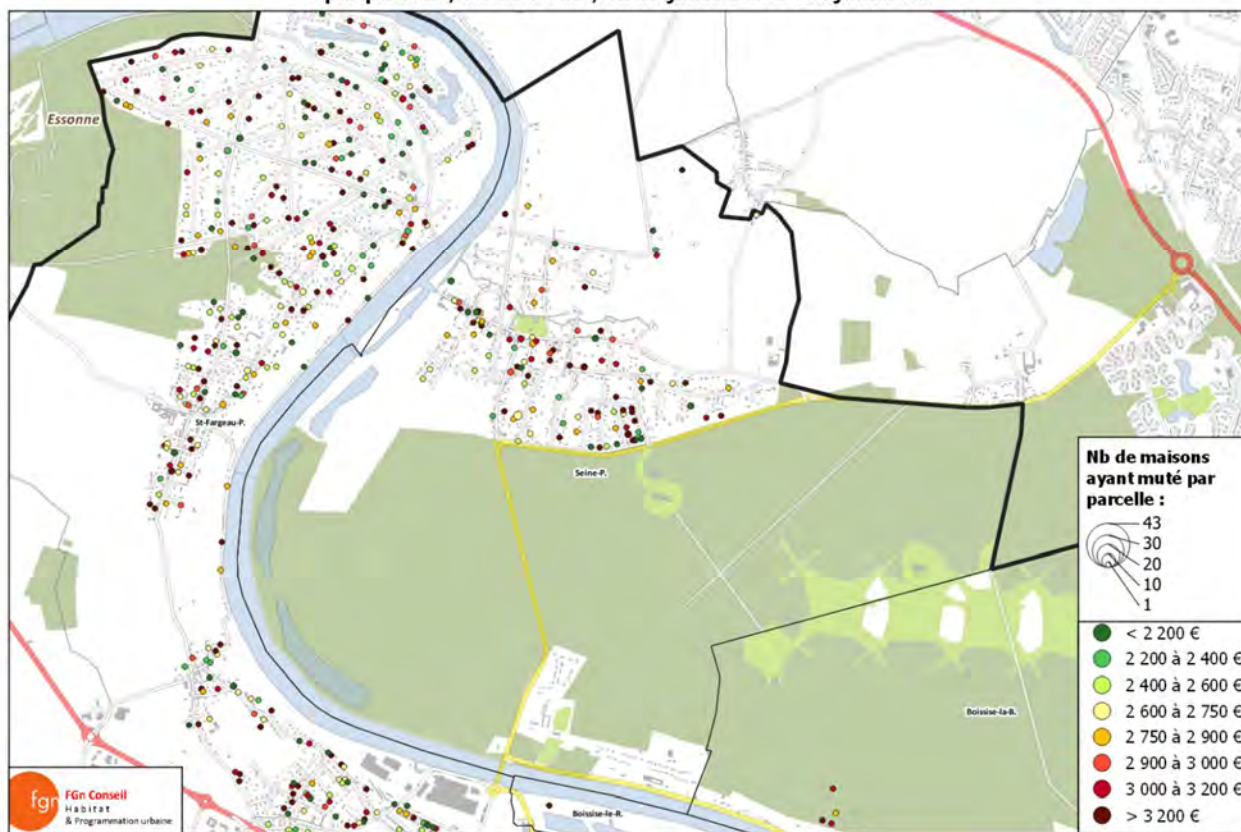 Essonne
St-Fargeau-P.
Seine-P.
Boissise-la-B.
Boissise-le-R.
Nb de maisons
ayant muté par
parcelle :
43
30
20
10
1
< 2 200 €
2 200 à 2 400 €
2 400 à 2 600 €
2 600 à 2 750 €
2 750 à 2 900 €
2 900 à 3 000 €
3 000 à 3 200 €
> 3 200 €
fgn
FGn Conseil
Habitat
& Programmation urbaine